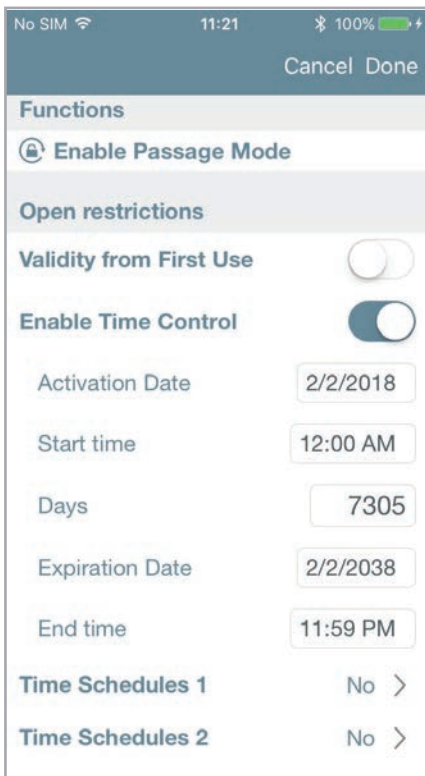 No SIM 11:21 100%
Cancel Done
Functions
Enable Passage Mode
Open restrictions
Validity from First Use
Enable Time Control
Activation Date 2/2/2018
Start time 12:00 AM
Days 7305
Expiration Date 2/2/2038
End time 11:59 PM
Time Schedules 1 No
Time Schedules 2 No